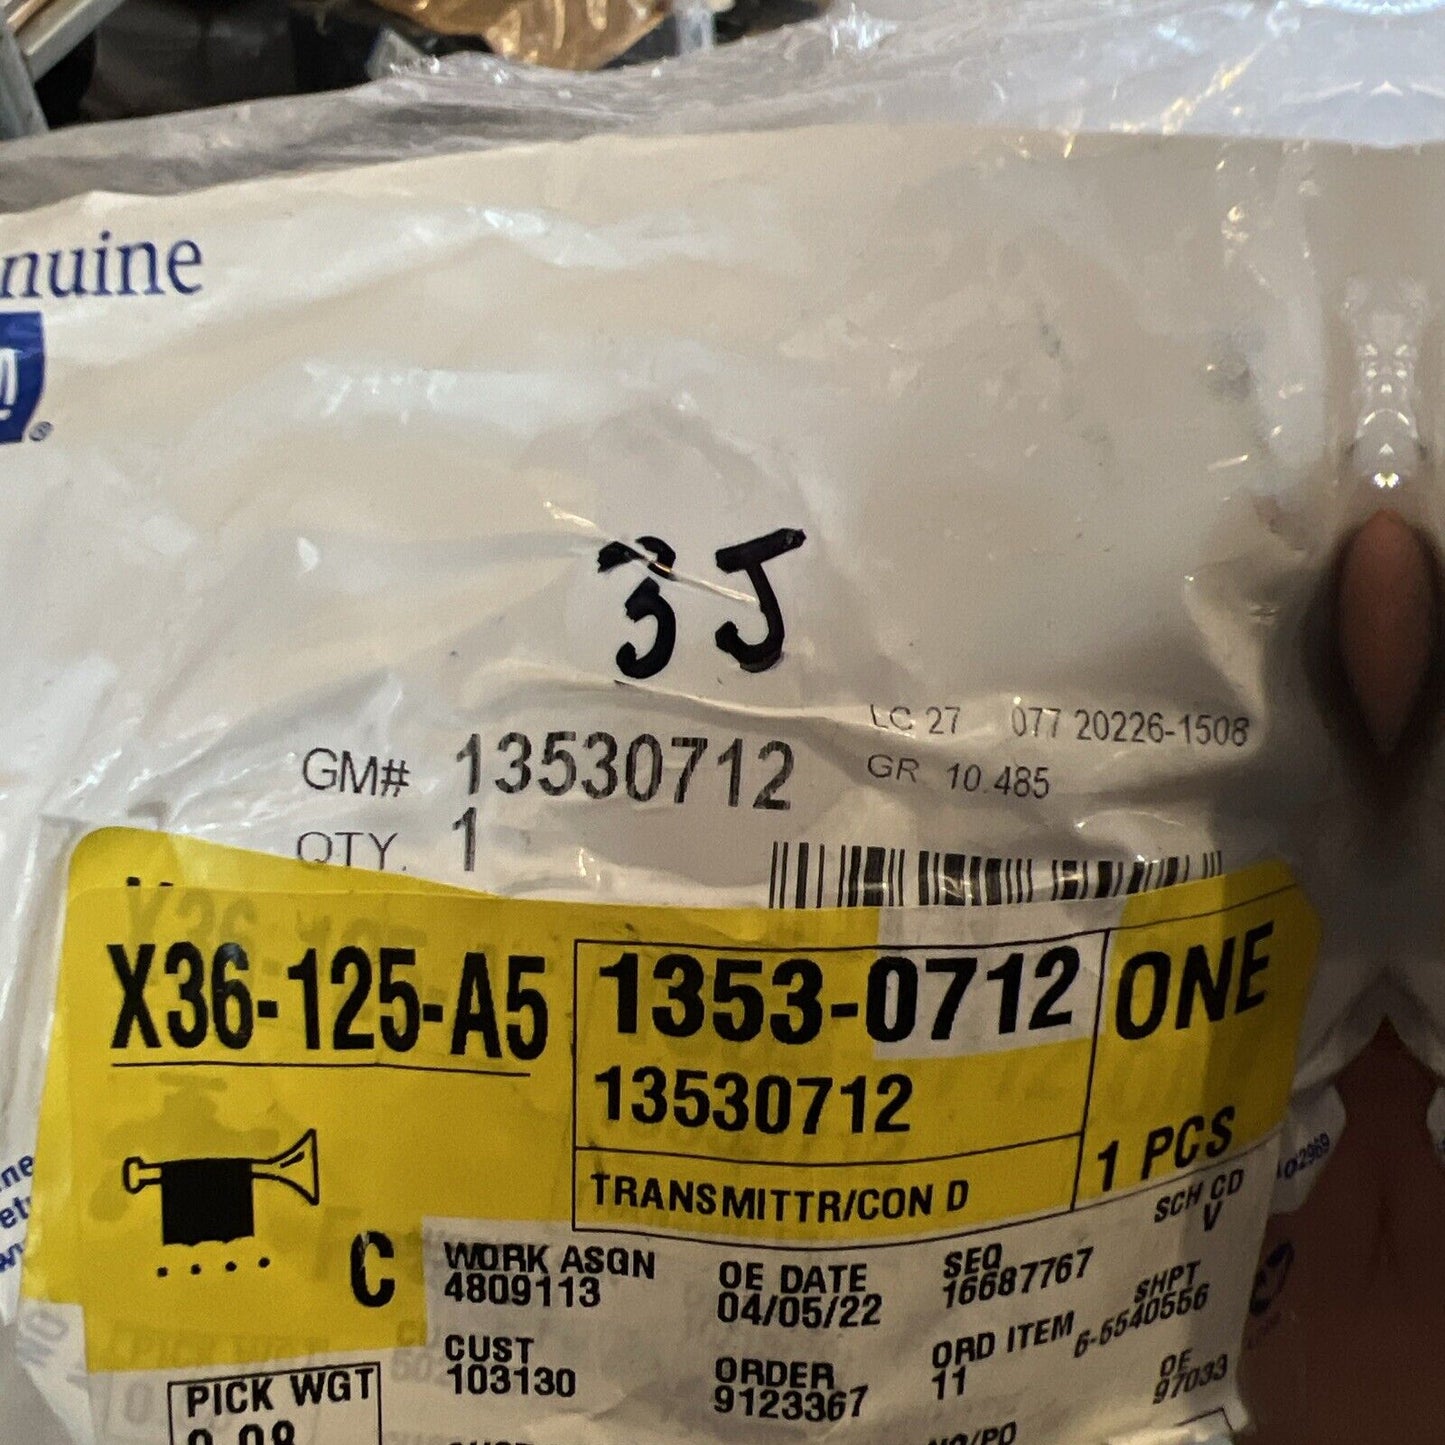 nuine
3J
LC 27 077 20226-1508
GM# 13530712
GR. 10.485
QTY. 1
X36-125-A5
1353-0712
ONE
13530712
TRANSMITTR/CON D
1 PCS
C
SCH CD
V
WORK ASGN
4809113
OE DATE
04/05/22
SEQ
16687767
SHPT
6-5540556
CUST
103130
ORDER
9123367
ORD ITEM
11
OE
97033
PICK WGT